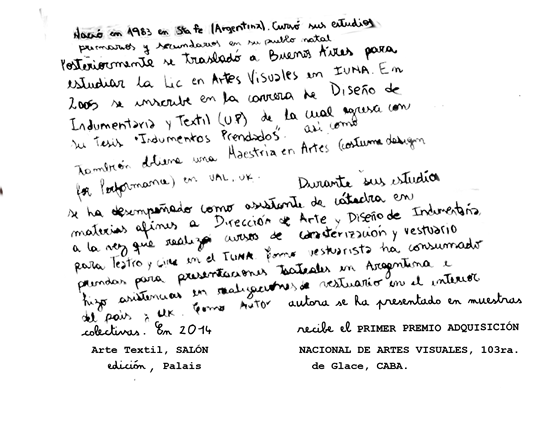 Nació en 1983 en Sta fe (Argentina). Cursó sus estudios
primarios y secundarios en su pueblo natal
Posteriormente se trasladó a Buenos Aires para
estudiar la Lic en Artes Visuales en IUNA. En
2005 se inscribe en la carrera de Diseño de
Indumentaria y Textil (UP) de la cual egresa con
su Tesis "Indumentos Prendados". así como
También obtiene una Maestría en Artes (costume design
for Performance) en UAL, UK. Durante sus estudios
se ha desempeñado como asistente de cátedra en
materias afines a Dirección de Arte y Diseño de Indumentaria
a la vez que realizó cursos de caracterización y vestuario
para Teatro y Cine en el IUNA. Como vestuarista ha consumado
prendas para presentaciones teatrales en Argentina e
hizo asistencias en realizaciones de vestuario en el interior
del país y UK. Como Autor autora se ha presentado en muestras
colectivas. En 2014 recibe el PRIMER PREMIO ADQUISICIÓN
Arte Textil, SALÓN NACIONAL DE ARTES VISUALES, 103ra.
edición, Palais de Glace, CABA.